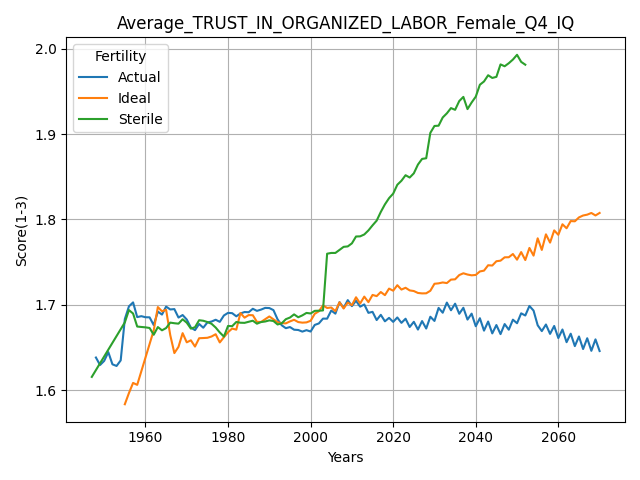 Average_TRUST_IN_ORGANIZED_LABOR_Female_Q4_IQ
Fertility
Actual
Ideal
Sterile
Score(1-3)
2.0
1.9
1.8
1.7
1.6
1960 1980 2000 2020 2040 2060
Years